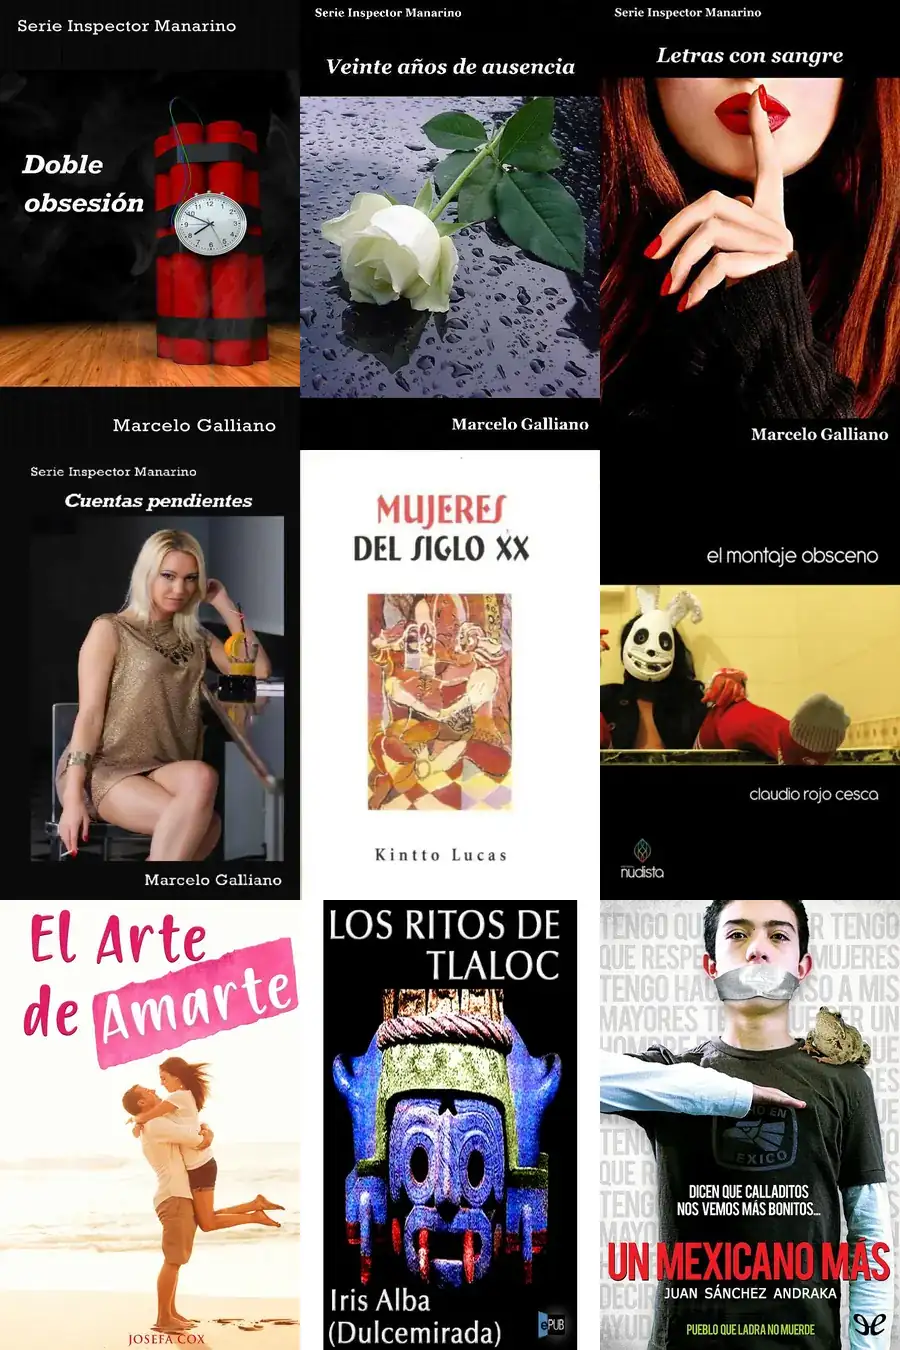 Serie Inspector Manarino
Doble
obsesión
Marcelo Galliano
Serie Inspector Manarino
Veinte años de ausencia
Marcelo Galliano
Serie Inspector Manarino
Letras con sangre
Marcelo Galliano
Serie Inspector Manarino
Cuentas pendientes
Marcelo Galliano
MUJERES
DEL SIGLO XX
Kintto Lucas
el montaje obsceno
claudio rojo cesca
nudista
El Arte
de Amarte
JOSEFA COX
LOS RITOS DE
TLALOC
Iris Alba
(Dulcemirada)
ePUB
DICEN QUE CALLADITOS
NOS VEMOS MÁS BONITOS...
UN MEXICANO MÁS
JUAN SÁNCHEZ ANDRAKA
PUEBLO QUE LADRA NO MUERDE